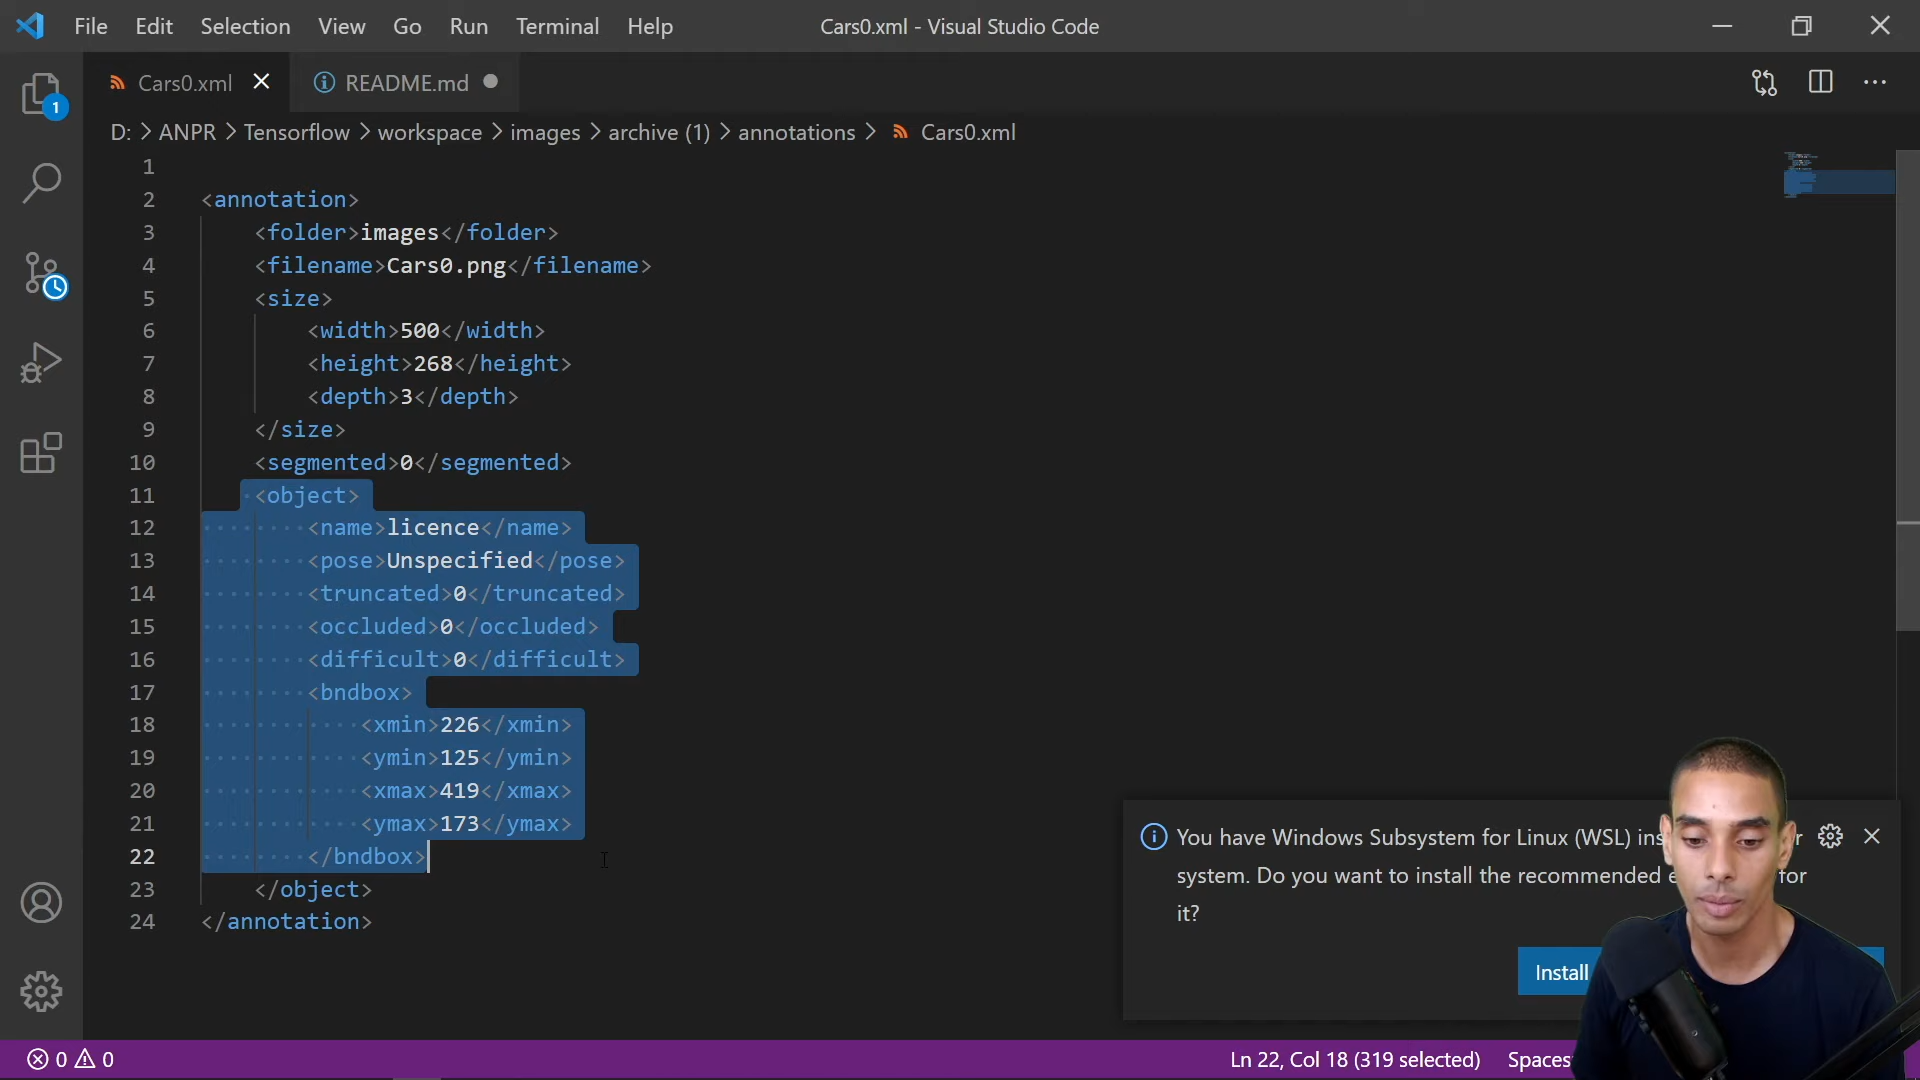 File Edit Selection View Go Run Terminal Help Cars0.xml - Visual Studio Code
Cars0.xml README.md
D: > ANPR > Tensorflow > workspace > images > archive (1) > annotations > Cars0.xml
1
1
2 <annotation>
3 <folder>images</folder>
4 <filename>Cars0.png</filename>
5 <size>
6 <width>500</width>
7 <height>268</height>
8 <depth>3</depth>
9 </size>
10 <segmented>0</segmented>
11 <object>
12 <name>licence</name>
13 <pose>Unspecified</pose>
14 <truncated>0</truncated>
15 <occluded>0</occluded>
16 <difficult>0</difficult>
17 <bndbox>
18 <xmin>226</xmin>
19 <ymin>125</ymin>
20 <xmax>419</xmax>
21 <ymax>173</ymax>
22 </bndbox>
23 </object>
24 </annotation>
You have Windows Subsystem for Linux (WSL)
system. Do you want to install the recommended for
it?
Install
0 0 Ln 22, Col 18 (319 selected) Spaces